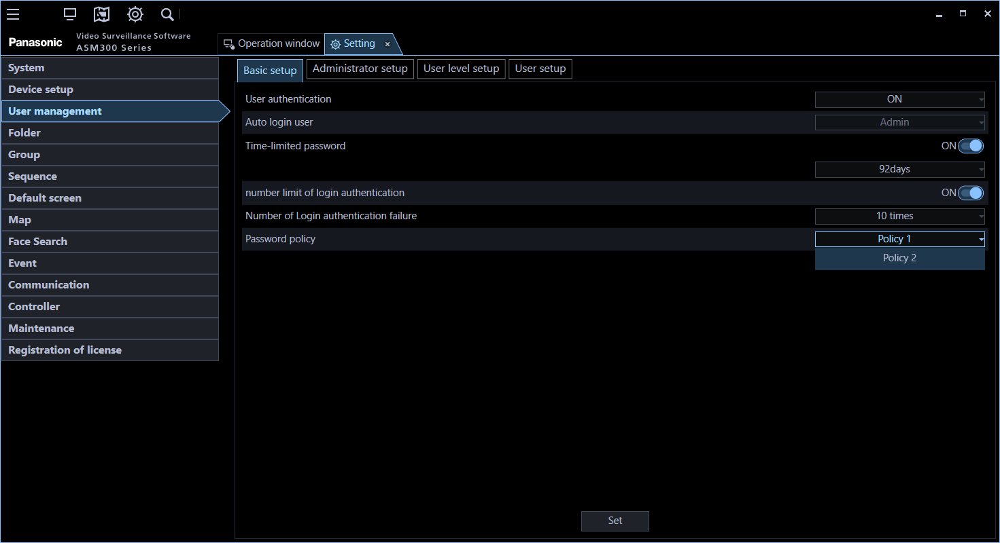 Panasonic
Video Surveillance Software
ASM300 Series
Operation window
Setting
System
Device setup
User management
Folder
Group
Sequence
Default screen
Map
Face Search
Event
Communication
Controller
Maintenance
Registration of license
Basic setup
Administrator setup
User level setup
User setup
User authentication ON
Auto login user Admin
Time-limited password ON
92days
number limit of login authentication ON
Number of Login authentication failure 10 times
Password policy Policy 1
Policy 2
Set